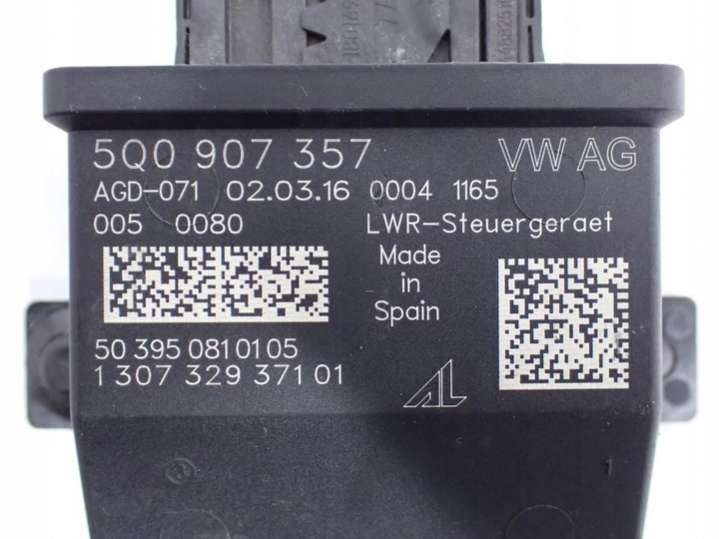 5Q0 907 357 VW AG
AGD-071 02.03.16 0004 1165
005 0080 LWR-Steuergeraet
Made
in
Spain
50 395 0810105
1 307 329 371 01
AL